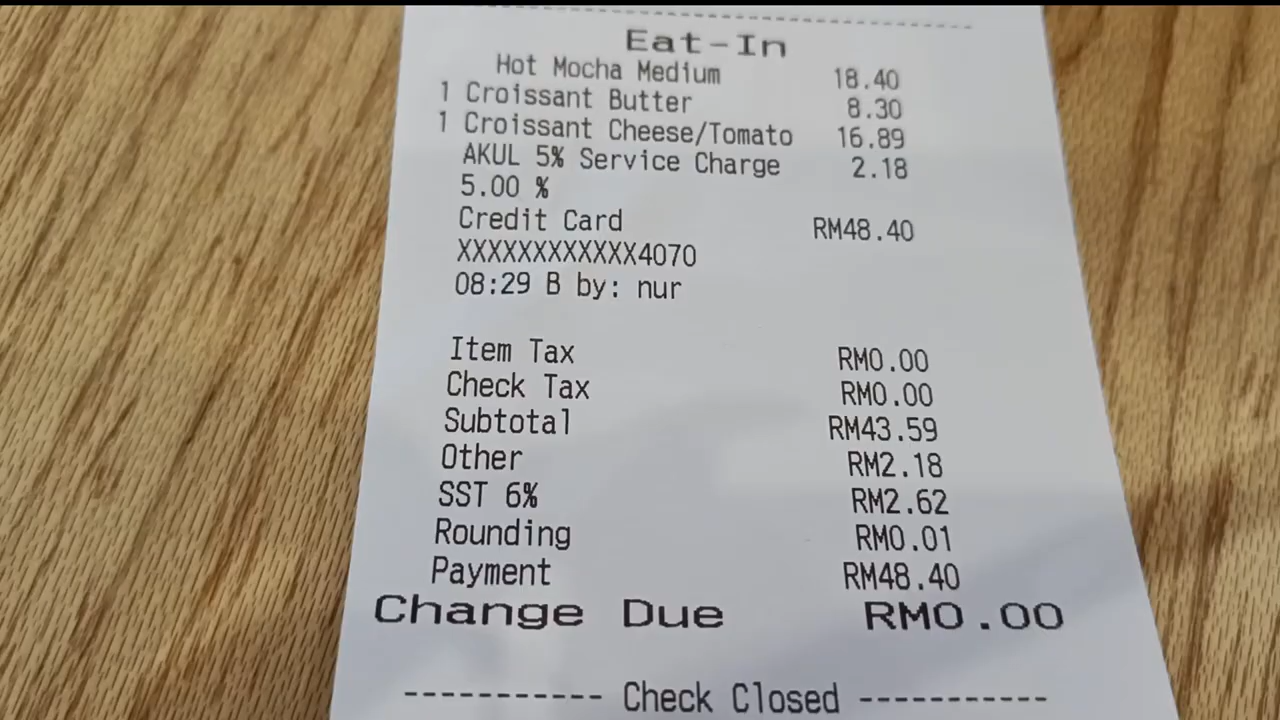 Eat-In
Hot Mocha Medium 18.40
1 Croissant Butter 8.30
1 Croissant Cheese/Tomato 16.89
AKUL 5% Service Charge 2.18
5.00 %
Credit Card RM48.40
XXXXXXXXXXXX4070
08:29 B by: nur
Item Tax RM0.00
Check Tax RM0.00
Subtotal RM43.59
Other RM2.18
SST 6% RM2.62
Rounding RM0.01
Payment RM48.40
Change Due RM0.00
----------- Check Closed -----------